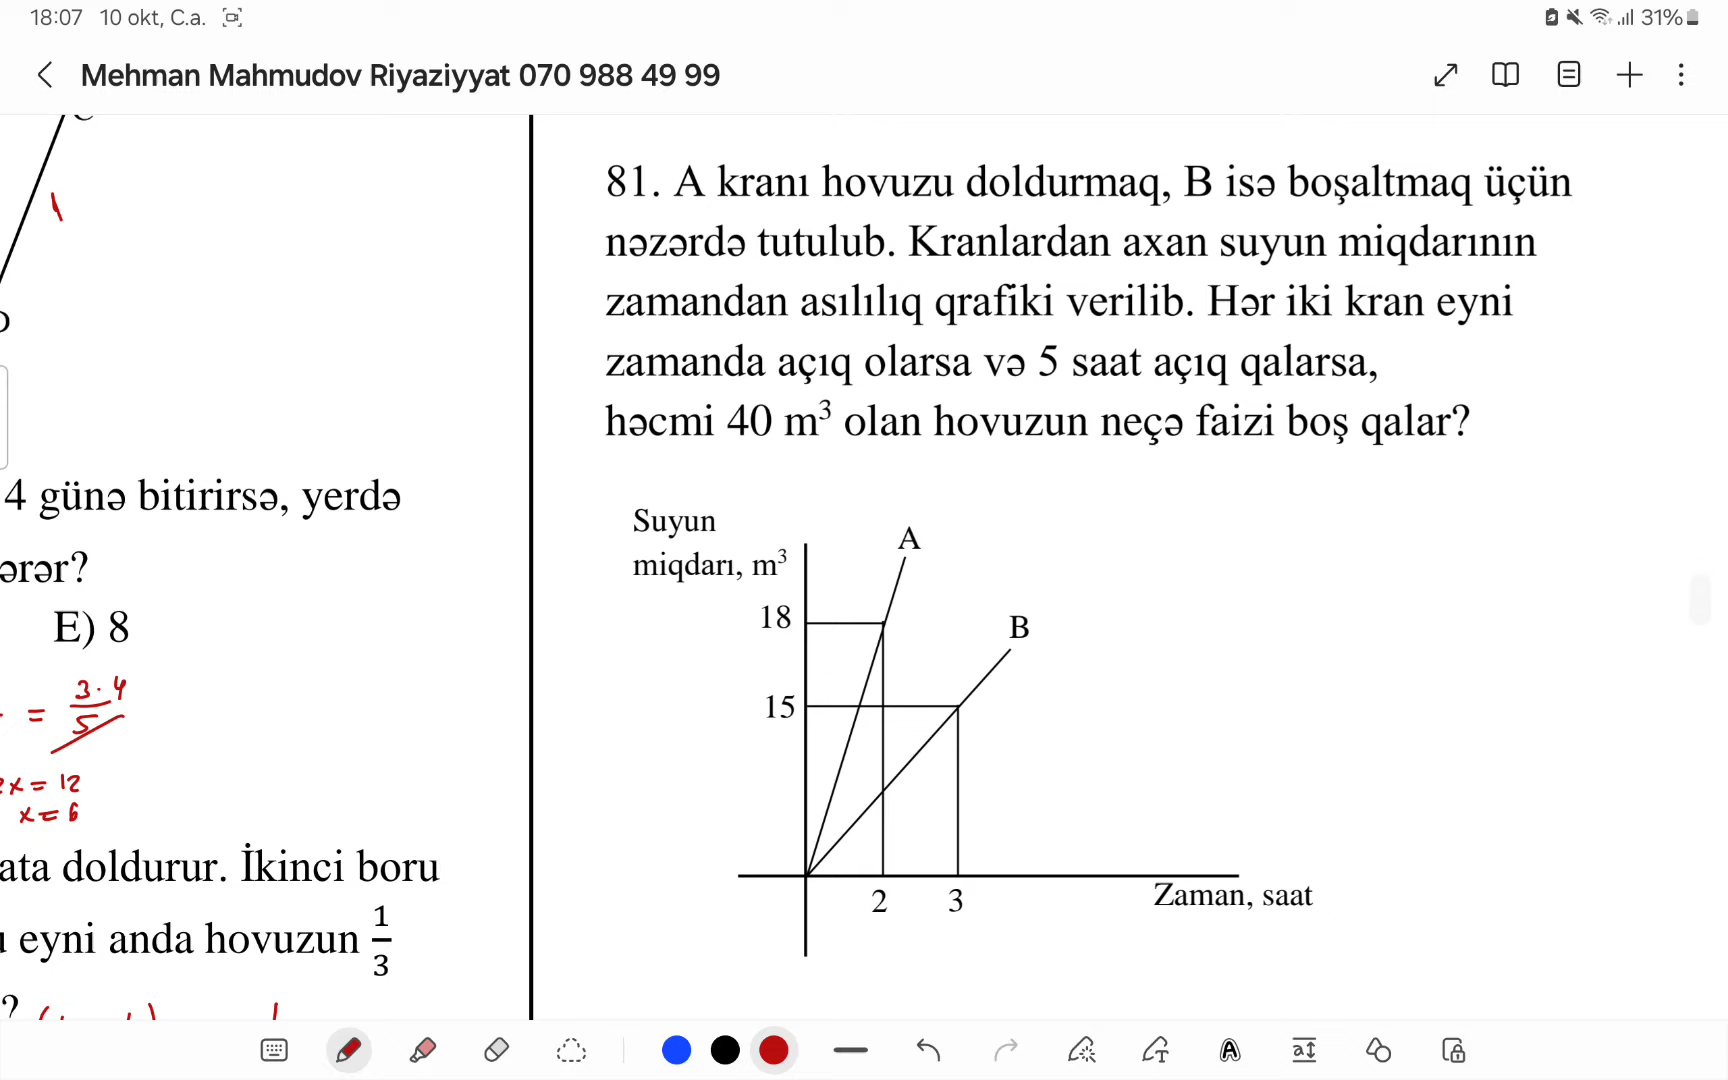 18:07 10 okt, C.a.
31%
Mehman Mahmudov Riyaziyyat 070 988 49 99
4 günə bitirirsə, yerdə
ərər?
E) 8
= 3·4/5
x = 12
x = 6
ata doldurur. İkinci boru
eyni anda hovuzun 1/3
?
81. A kranı hovuzu doldurmaq, B isə boşaltmaq üçün
nəzərdə tutulub. Kranlardan axan suyun miqdarının
zamandan asılılıq qrafiki verilib. Hər iki kran eyni
zamanda açıq olarsa və 5 saat açıq qalarsa,
həcmi 40 m³ olan hovuzun neçə faizi boş qalar?
Suyun
miqdarı, m³
A
18
B
15
2 3
Zaman, saat